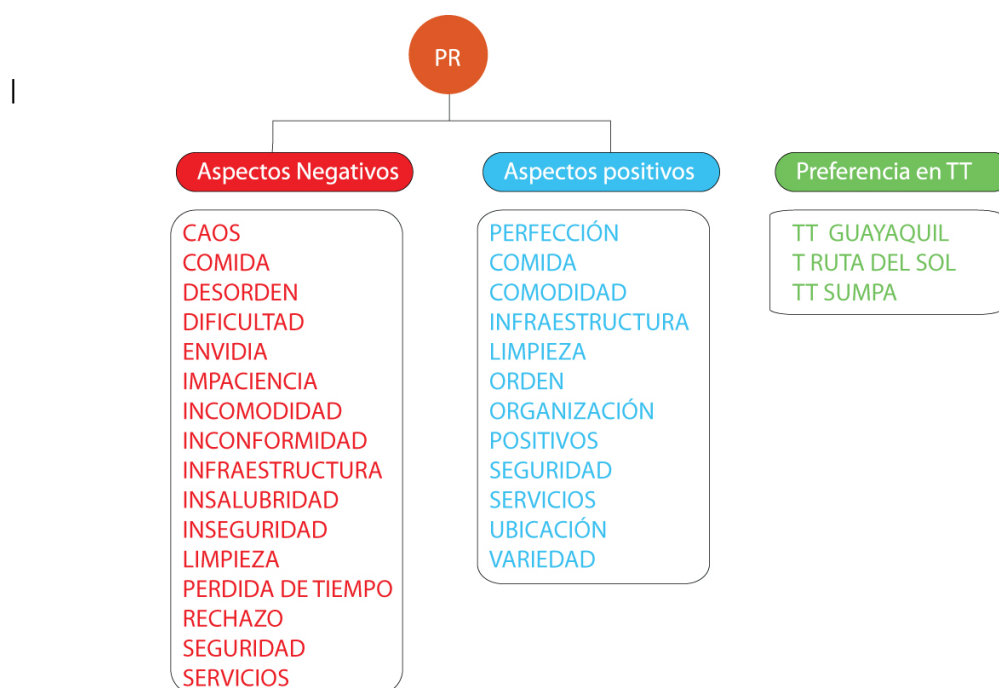 PR
Aspectos Negativos
CAOS
COMIDA
DESORDEN
DIFICULTAD
ENVIDIA
IMPACIENCIA
INCOMODIDAD
INCONFORMIDAD
INFRAESTRUCTURA
INSALUBRIDAD
INSEGURIDAD
LIMPIEZA
PERDIDA DE TIEMPO
RECHAZO
SEGURIDAD
SERVICIOS
Aspectos positivos
PERFECCIÓN
COMIDA
COMODIDAD
INFRAESTRUCTURA
LIMPIEZA
ORDEN
ORGANIZACIÓN
POSITIVOS
SEGURIDAD
SERVICIOS
UBICACIÓN
VARIEDAD
Preferencia en TT
TT GUAYAQUIL
T RUTA DEL SOL
TT SUMPA